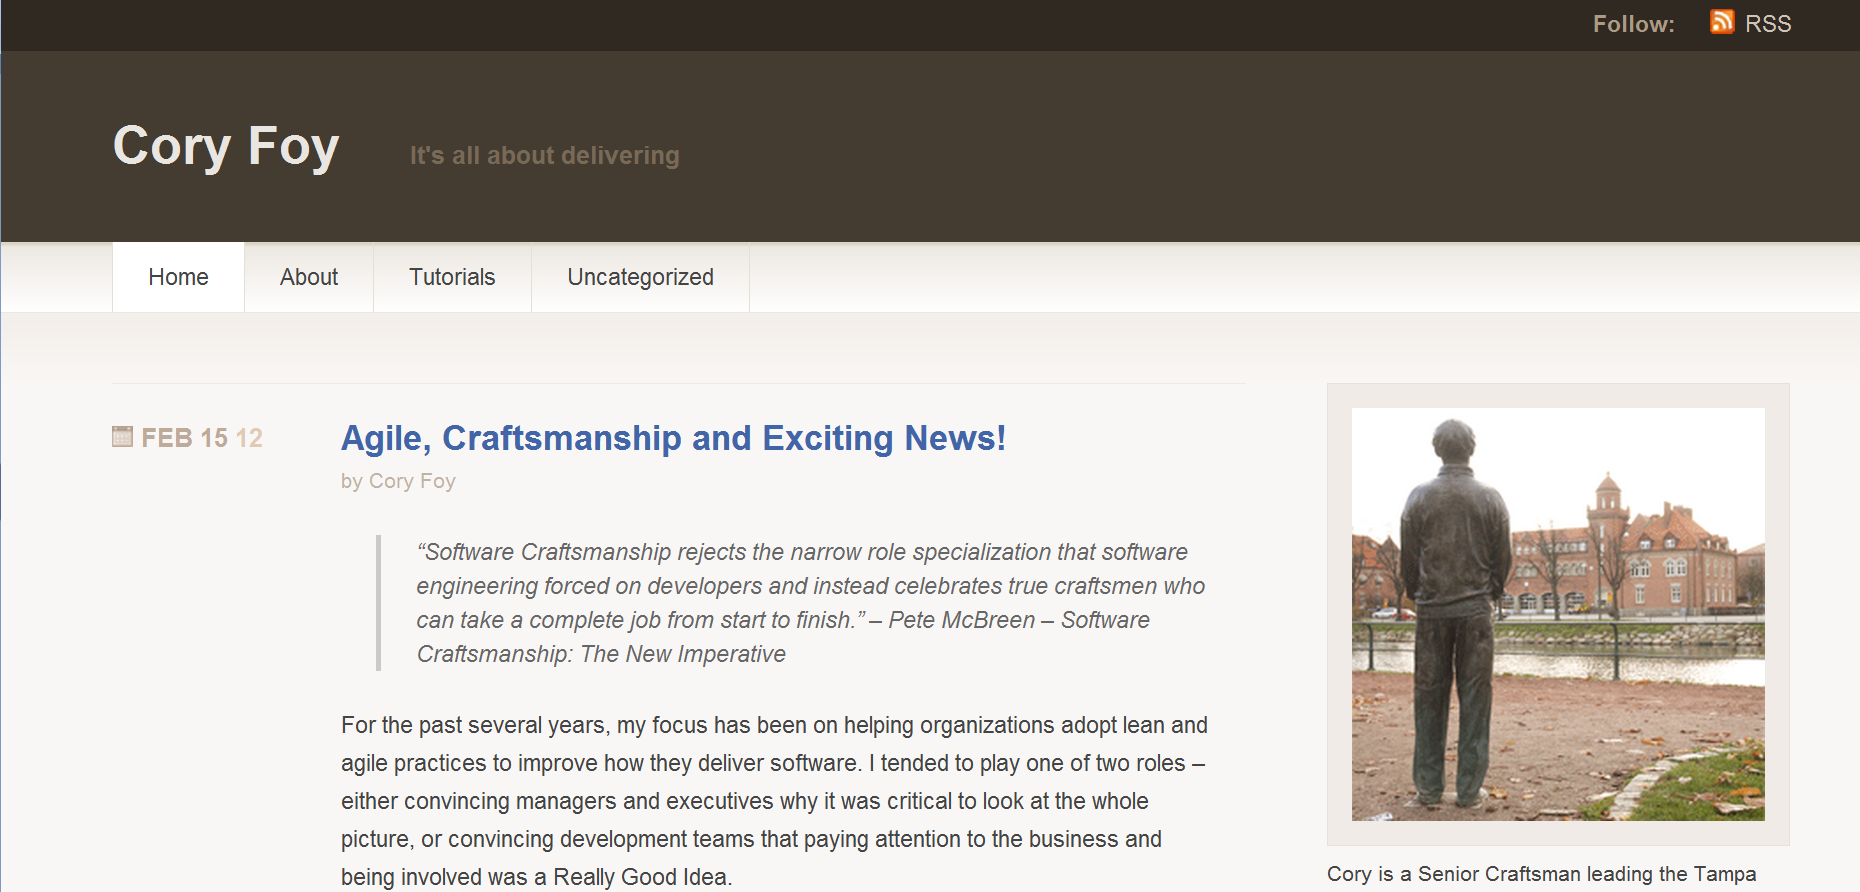 Follow: RSS
Cory Foy It's all about delivering
Home About Tutorials Uncategorized
FEB 15 12
Agile, Craftsmanship and Exciting News!
by Cory Foy
“Software Craftsmanship rejects the narrow role specialization that software
engineering forced on developers and instead celebrates true craftsmen who
can take a complete job from start to finish.” – Pete McBreen – Software
Craftsmanship: The New Imperative
For the past several years, my focus has been on helping organizations adopt lean and
agile practices to improve how they deliver software. I tended to play one of two roles –
either convincing managers and executives why it was critical to look at the whole
picture, or convincing development teams that paying attention to the business and
being involved was a Really Good Idea.
Cory is a Senior Craftsman leading the Tampa